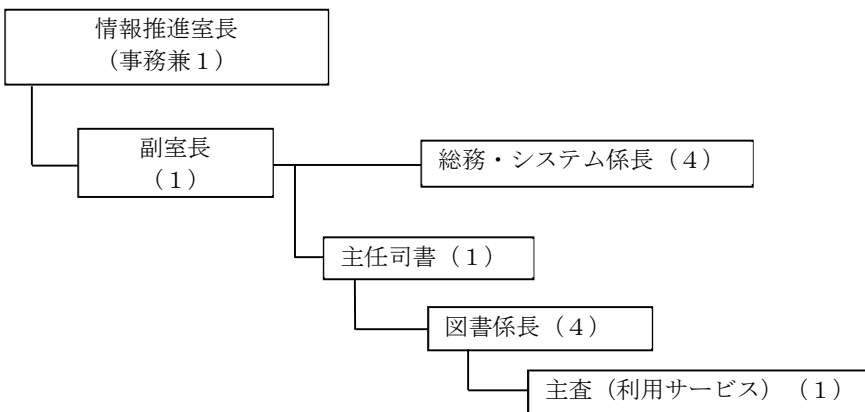 情報推進室長
（事務兼１）
副室長
（１）
総務・システム係長（４）
主任司書（１）
図書係長（４）
主査（利用サービス）（１）